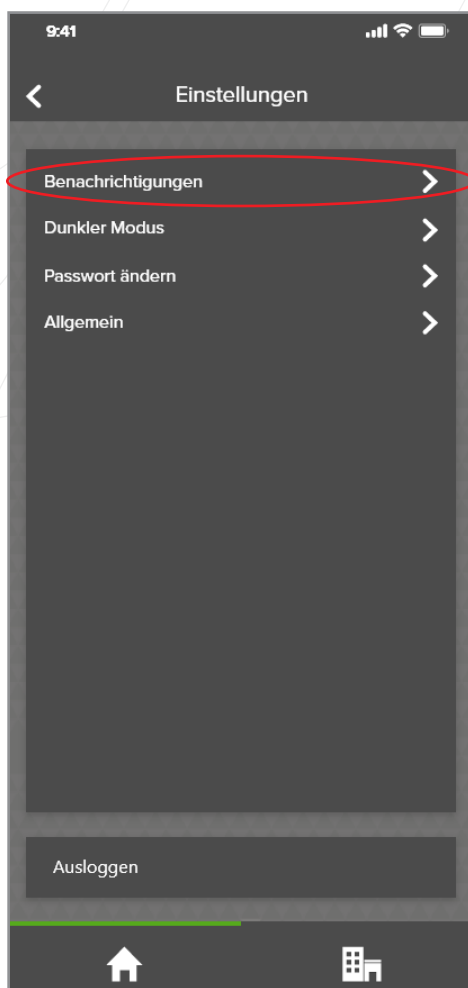 9:41
Einstellungen
Benachrichtigungen
Dunkler Modus
Passwort ändern
Allgemein
Ausloggen